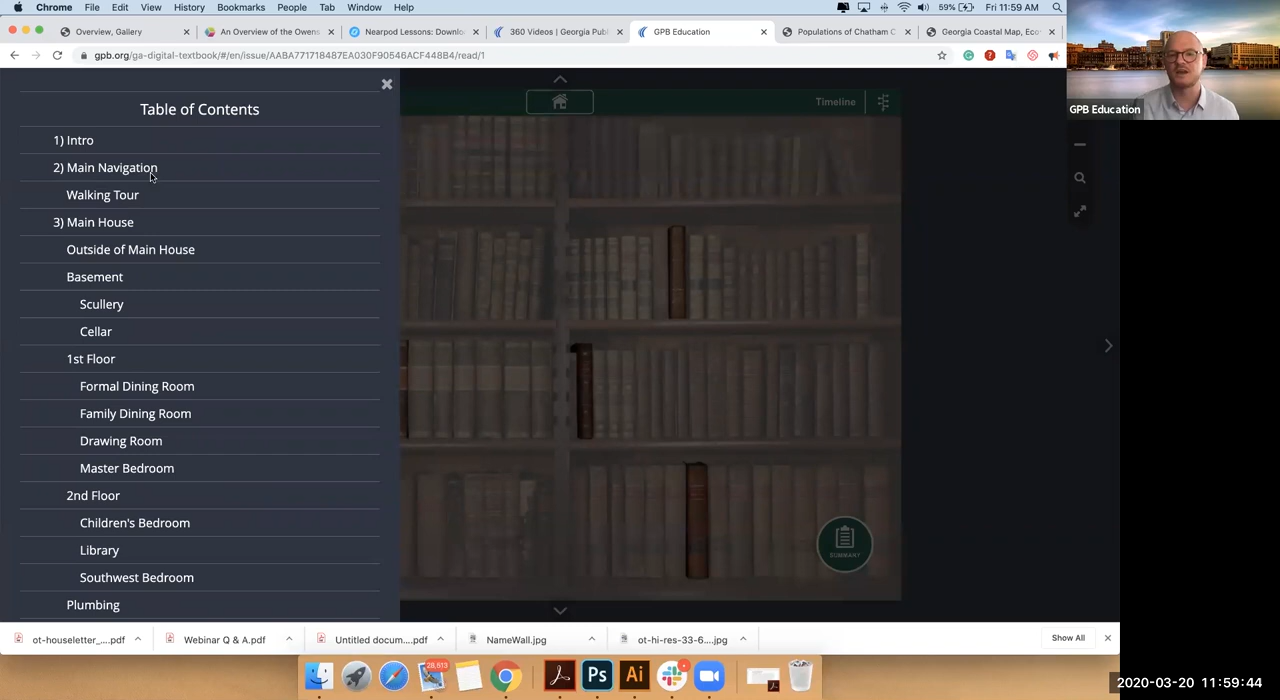 Chrome File Edit View History Bookmarks People Tab Window Help 59% Fri 11:59 AM
Overview, Gallery An Overview of the Owens Nearpod Lessons: Downlo 360 Videos | Georgia Publ GPB Education Populations of Chatham C Georgia Coastal Map, Eco
gpb.org/ga-digital-textbook/#/en/issue/AABA771718487EA030F90546ACF448B4/read/1
GPB Education
Timeline
Table of Contents
1) Intro
2) Main Navigation
Walking Tour
3) Main House
Outside of Main House
Basement
Scullery
Cellar
1st Floor
Formal Dining Room
Family Dining Room
Drawing Room
Master Bedroom
2nd Floor
Children's Bedroom
Library
Southwest Bedroom
Plumbing
SUMMARY
ot-houseletter_....pdf Webinar Q & A.pdf Untitled docum....pdf NameWall.jpg ot-hi-res-33-6....jpg Show All
28,613
Ps Ai
2020-03-20 11:59:44